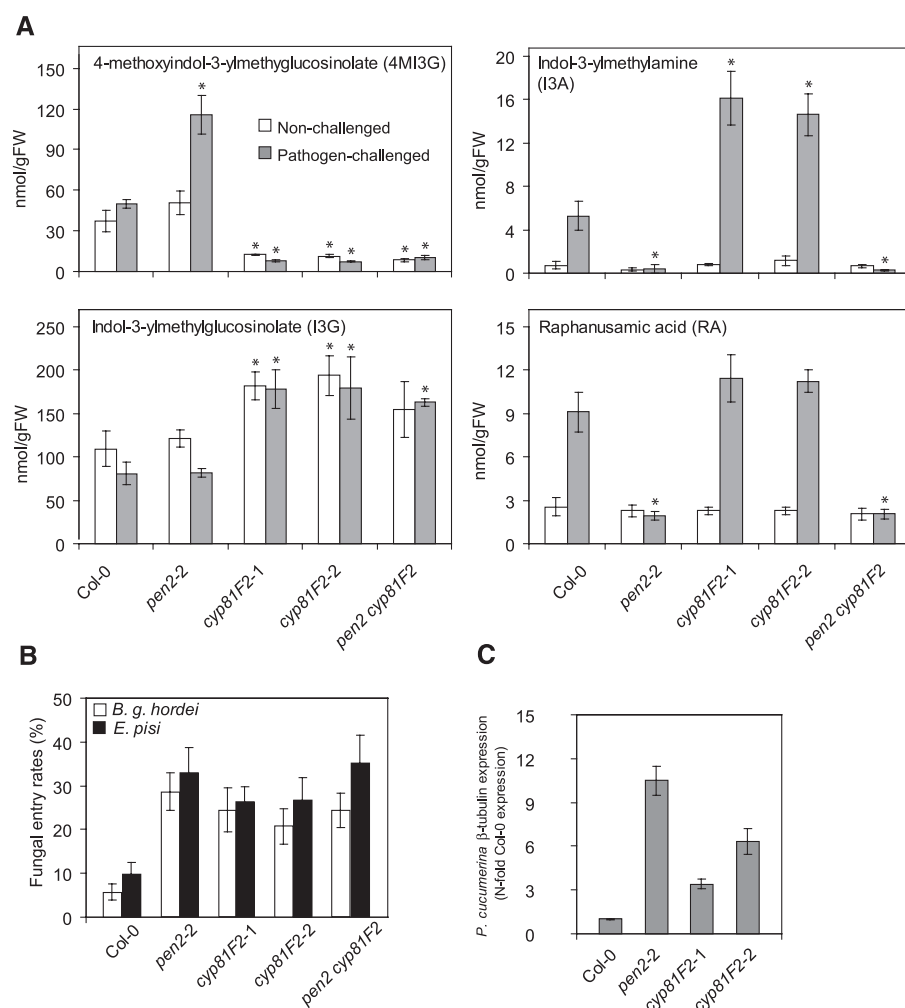 A
4-methoxyindol-3-ylmethyglucosinolate (4MI3G)
Non-challenged
Pathogen-challenged
nmol/gFW
150
120
90
60
30
0
*
* * * * * *
Indol-3-ylmethylamine
(I3A)
nmol/gFW
20
16
12
8
4
0
* * * *
Indol-3-ylmethylglucosinolate (I3G)
nmol/gFW
250
200
150
100
50
0
* * * * *
Col-0
pen2-2
cyp81F2-1
cyp81F2-2
pen2 cyp81F2
Raphanusamic acid (RA)
nmol/gFW
15
12
9
6
3
0
* *
Col-0
pen2-2
cyp81F2-1
cyp81F2-2
pen2 cyp81F2
B
B. g. hordei
E. pisi
Fungal entry rates (%)
50
40
30
20
10
0
Col-0
pen2-2
cyp81F2-1
cyp81F2-2
pen2 cyp81F2
C
P. cucumerina β-tubulin expression
(N-fold Col-0 expression)
15
12
9
6
3
0
Col-0
pen2-2
cyp81F2-1
cyp81F2-2